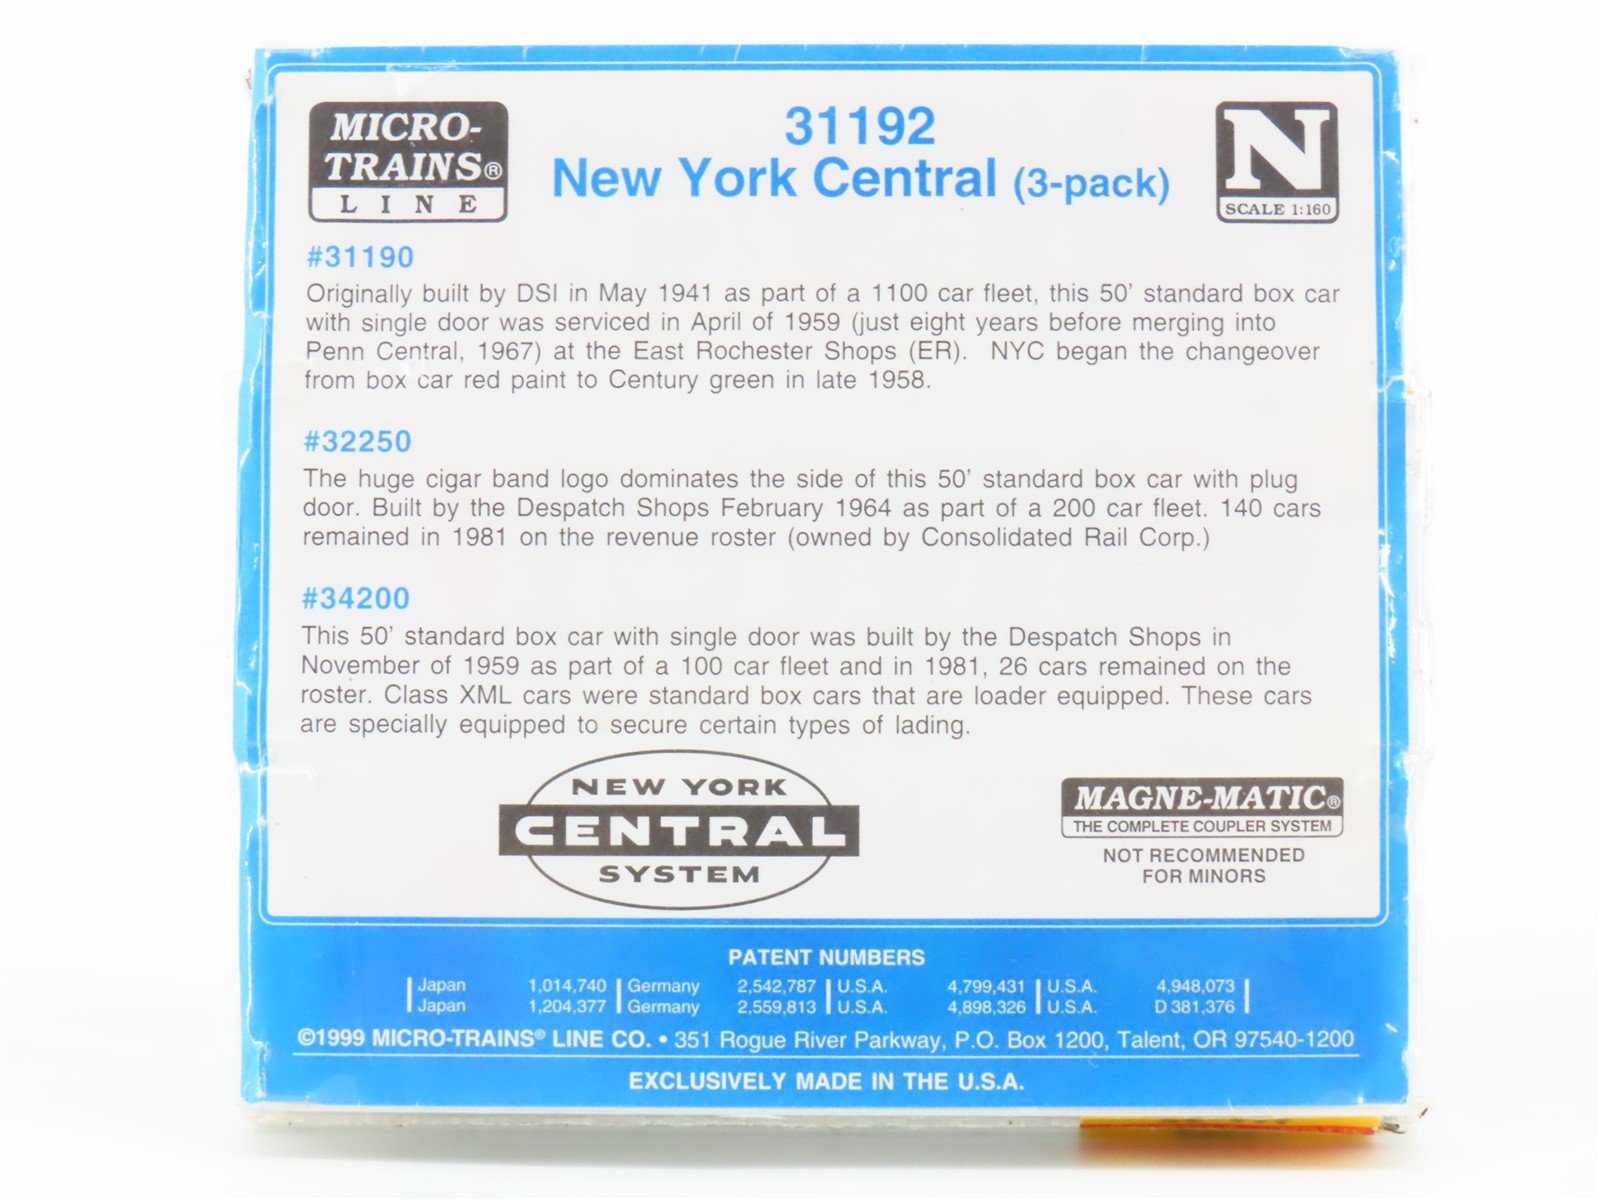 MICRO-
TRAINS®
LINE
31192
New York Central (3-pack)
N
SCALE 1:160
#31190
Originally built by DSI in May 1941 as part of a 1100 car fleet, this 50' standard box car
with single door was serviced in April of 1959 (just eight years before merging into
Penn Central, 1967) at the East Rochester Shops (ER). NYC began the changeover
from box car red paint to Century green in late 1958.
#32250
The huge cigar band logo dominates the side of this 50' standard box car with plug
door. Built by the Despatch Shops February 1964 as part of a 200 car fleet. 140 cars
remained in 1981 on the revenue roster (owned by Consolidated Rail Corp.)
#34200
This 50' standard box car with single door was built by the Despatch Shops in
November of 1959 as part of a 100 car fleet and in 1981, 26 cars remained on the
roster. Class XML cars were standard box cars that are loader equipped. These cars
are specially equipped to secure certain types of lading.
NEW YORK
CENTRAL
SYSTEM
MAGNE-MATIC®
THE COMPLETE COUPLER SYSTEM
NOT RECOMMENDED
FOR MINORS
PATENT NUMBERS
Japan 1,014,740 Germany 2,542,787 U.S.A. 4,799,431 U.S.A. 4,948,073
Japan 1,204,377 Germany 2,559,813 U.S.A. 4,898,326 U.S.A. D 381,376
©1999 MICRO-TRAINS® LINE CO. • 351 Rogue River Parkway, P.O. Box 1200, Talent, OR 97540-1200
EXCLUSIVELY MADE IN THE U.S.A.